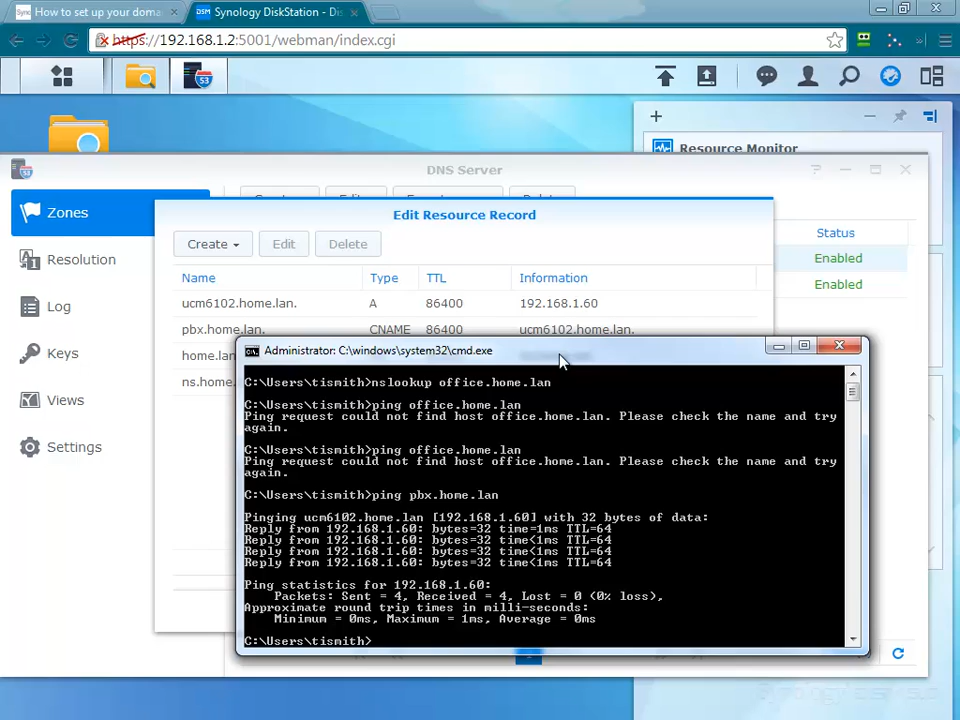 How to set up your doma
Synology DiskStation - Dis
https://192.168.1.2:5001/webman/index.cgi
53
+
Resource Monitor
DNS Server
Zones
Resolution
Log
Keys
Views
Settings
Status
Enabled
Enabled
Edit Resource Record
Create
Edit
Delete
Name Type TTL Information
ucm6102.home.lan. A 86400 192.168.1.60
pbx.home.lan. CNAME 86400 ucm6102.home.lan.
home.lan
ns.home.
Administrator: C:\windows\system32\cmd.exe
C:\Users\tismith>nslookup office.home.lan
C:\Users\tismith>ping office.home.lan
Ping request could not find host office.home.lan. Please check the name and try
again.
C:\Users\tismith>ping office.home.lan
Ping request could not find host office.home.lan. Please check the name and try
again.
C:\Users\tismith>ping pbx.home.lan
Pinging ucm6102.home.lan [192.168.1.60] with 32 bytes of data:
Reply from 192.168.1.60: bytes=32 time=1ms TTL=64
Reply from 192.168.1.60: bytes=32 time<1ms TTL=64
Reply from 192.168.1.60: bytes=32 time<1ms TTL=64
Reply from 192.168.1.60: bytes=32 time<1ms TTL=64
Ping statistics for 192.168.1.60:
Packets: Sent = 4, Received = 4, Lost = 0 (0% loss),
Approximate round trip times in milli-seconds:
Minimum = 0ms, Maximum = 1ms, Average = 0ms
C:\Users\tismith>